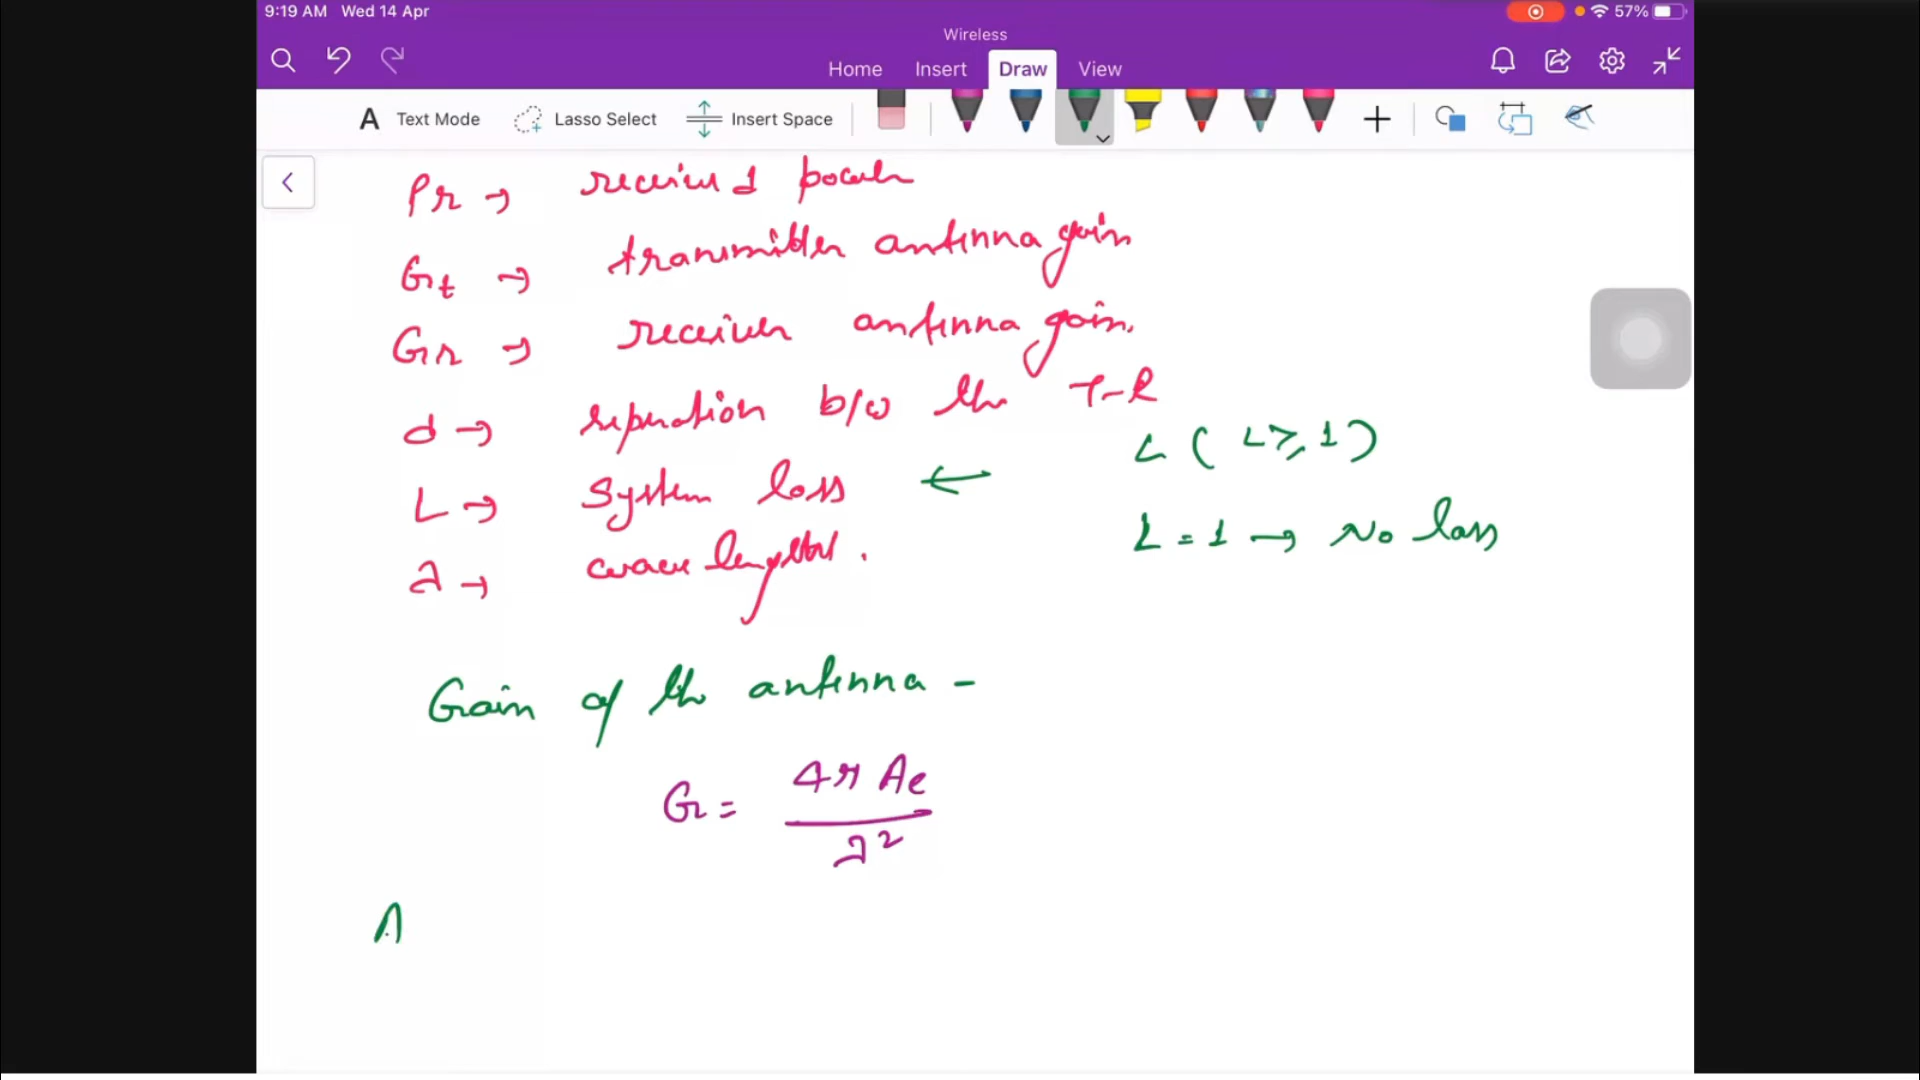 9:19 AM Wed 14 Apr
57%
Wireless
Home Insert Draw View
A Text Mode Lasso Select Insert Space
Pr → received power
Gt → transmitter antenna gain
Gr → receiver antenna gain.
d → seperation b/w the T-R
L → System loss ←
L (L ≥ 1)
L = 1 → No loss
λ → wave length.
Gain of the antenna -
G = 4π Ae
λ²
A